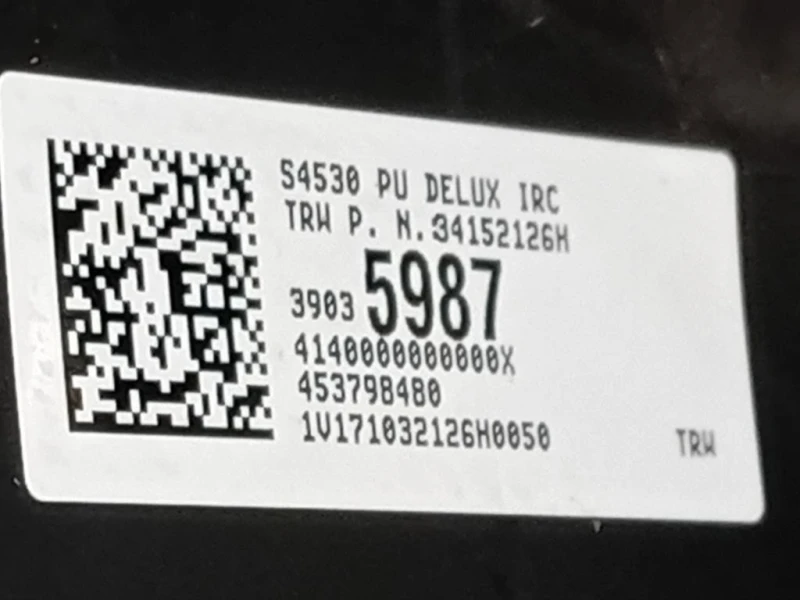 S4530 PU DELUX IRC
TRW P. N.34152126H
3903 5987
4140000000000X
453798480
1V171032126H0050
TRW